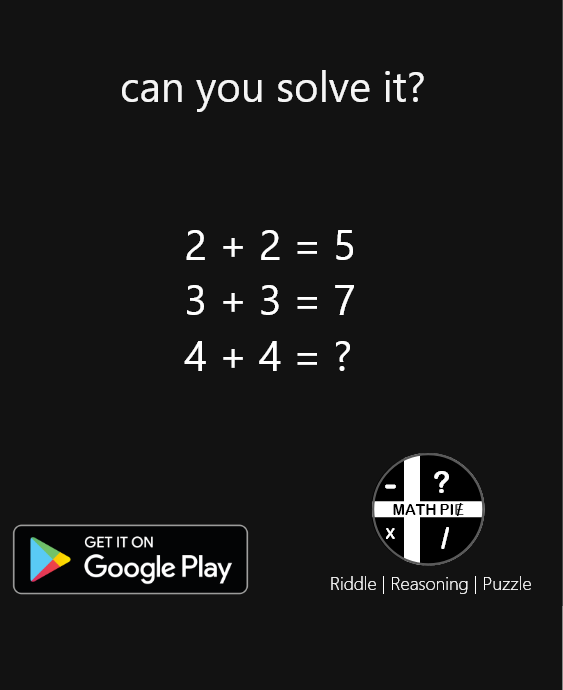 can you solve it?
2 + 2 = 5
3 + 3 = 7
4 + 4 = ?
- ?
MATH PIE
x /
GET IT ON
Google Play
Riddle | Reasoning | Puzzle